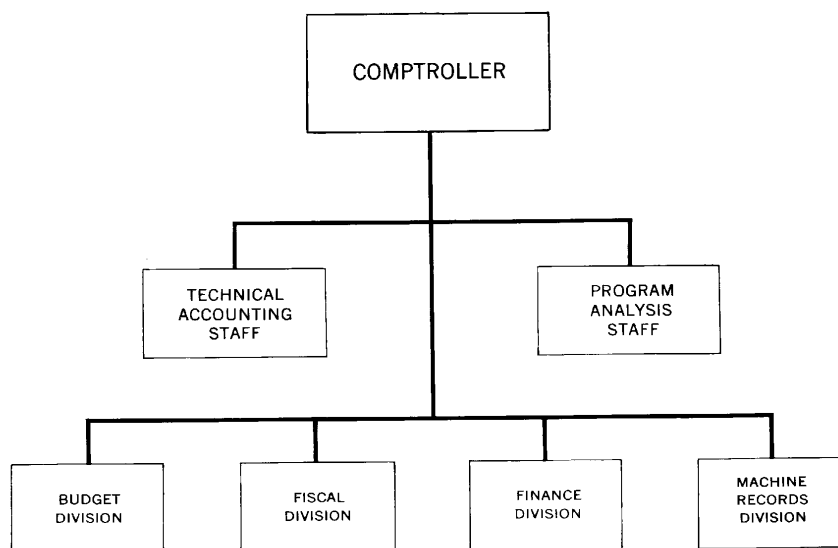 COMPTROLLER
TECHNICAL
ACCOUNTING
STAFF
PROGRAM
ANALYSIS
STAFF
BUDGET
DIVISION
FISCAL
DIVISION
FINANCE
DIVISION
MACHINE
RECORDS
DIVISION